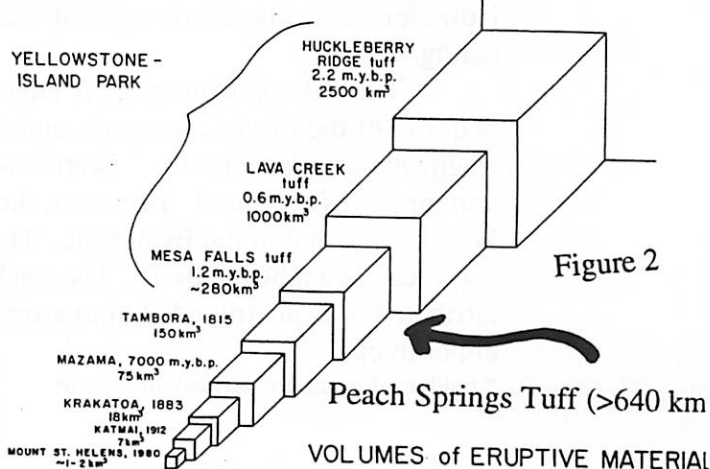 YELLOWSTONE-
ISLAND PARK
HUCKLEBERRY
RIDGE tuff
2.2 m.y.b.p.
2500 km³
LAVA CREEK
tuff
0.6 m.y.b.p.
1000km³
MESA FALLS tuff
1.2 m.y.b.p.
~280km³
TAMBORA, 1815
150km³
MAZAMA, 7000 m.y.b.p.
75km³
KRAKATOA, 1883
18km³
KATMAI, 1912
7km³
MOUNT ST. HELENS, 1980
~1-2km³
Figure 2
Peach Springs Tuff (>640 km
VOLUMES of ERUPTIVE MATERIAL